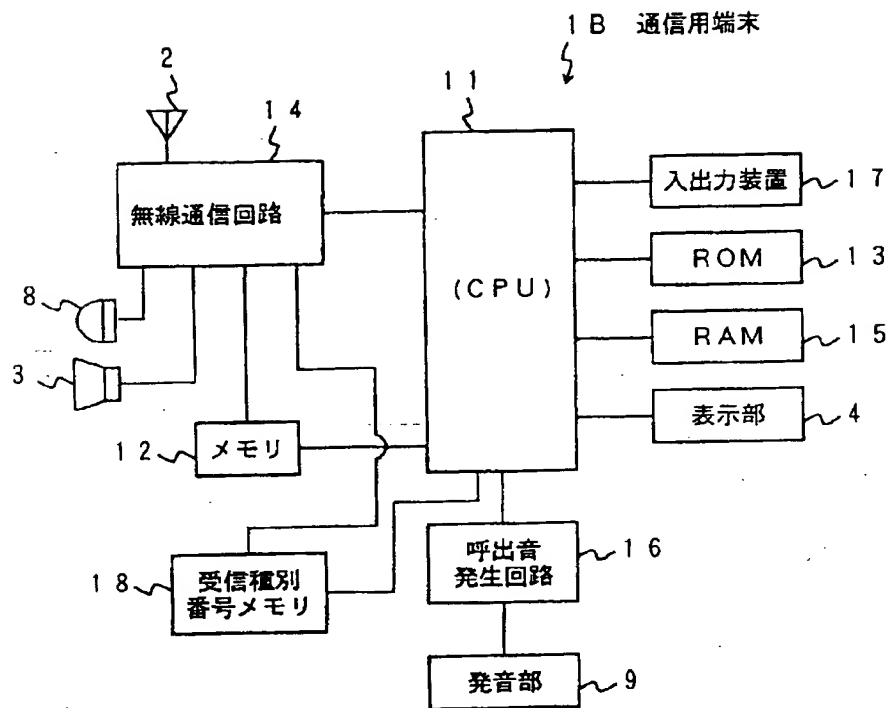 1B 通信用端末
2
14
11
無線通信回路
入出力装置
17
ROM
13
(CPU)
8
RAM
15
3
表示部
4
メモリ
12
呼出音
発生回路
16
受信種別
番号メモリ
18
発音部
9